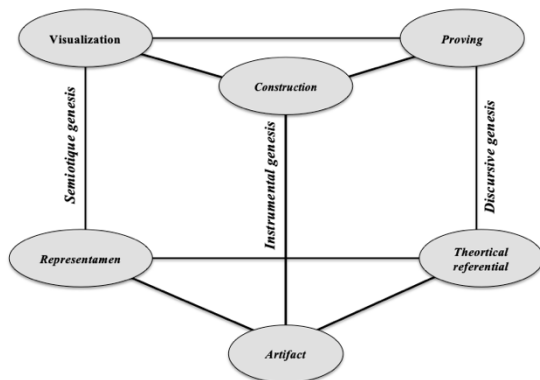 Visualization
Proving
Construction
Semiotique genesis
Instrumental genesis
Discursive genesis
Representamen
Theortical
referential
Artifact